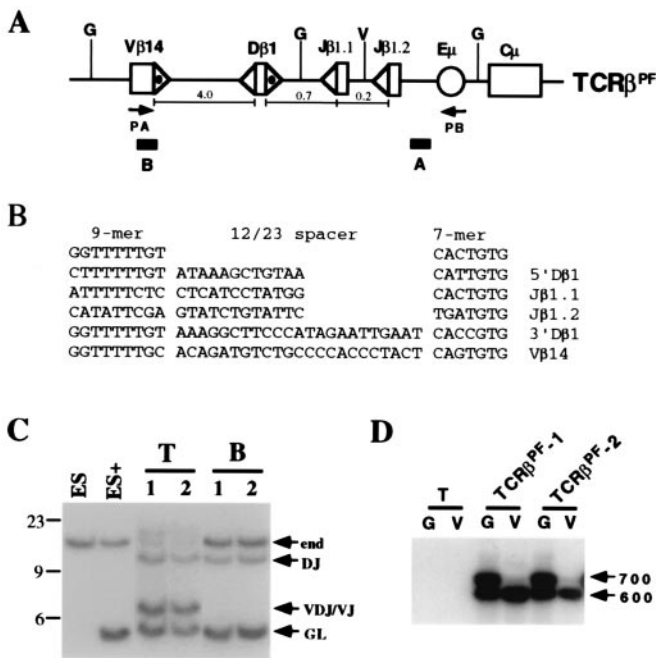 A
G
Vβ14
Dβ1
G
Jβ1.1
V
Jβ1.2
Eμ
G
Cμ
TCRβPF
4.0
0.7
0.2
PA
PB
B
A
B
9-mer 12/23 spacer 7-mer
GGTTTTTGT CACTGTG
CTTTTTTGT ATAAAGCTGTAA CATTGTG 5'Dβ1
ATTTTTCTC CTCATCCTATGG CACTGTG Jβ1.1
CATATTCGA GTATCTGTATTC TGATGTG Jβ1.2
GGTTTTTGT AAAGGCTTCCCATAGAATTGAAT CACCGTG 3'Dβ1
GGTTTTTGC ACAGATGTCTGCCCCACCCTACT CAGTGTG Vβ14
C
ES
ES+
T
B
1 2 1 2
23
9
6
end
DJ
VDJ/VJ
GL
D
T
TCRβPF-1
TCRβPF-2
G V G V G V
700
600